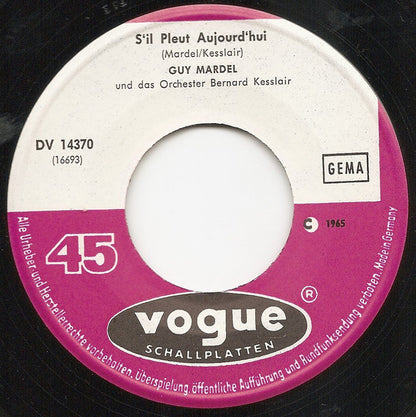 S'il Pleut Aujourd'hui
(Mardel/Kesslair)
GUY MARDEL
und das Orchester Bernard Kesslair
DV 14370
(16693)
GEMA
℗ 1965
45
vogue ®
SCHALLPLATTEN
Alle Urheber- und Herstellerrechte vorbehalten. Überspielung, öffentliche Aufführung und Rundfunksendung verboten. Made in Germany